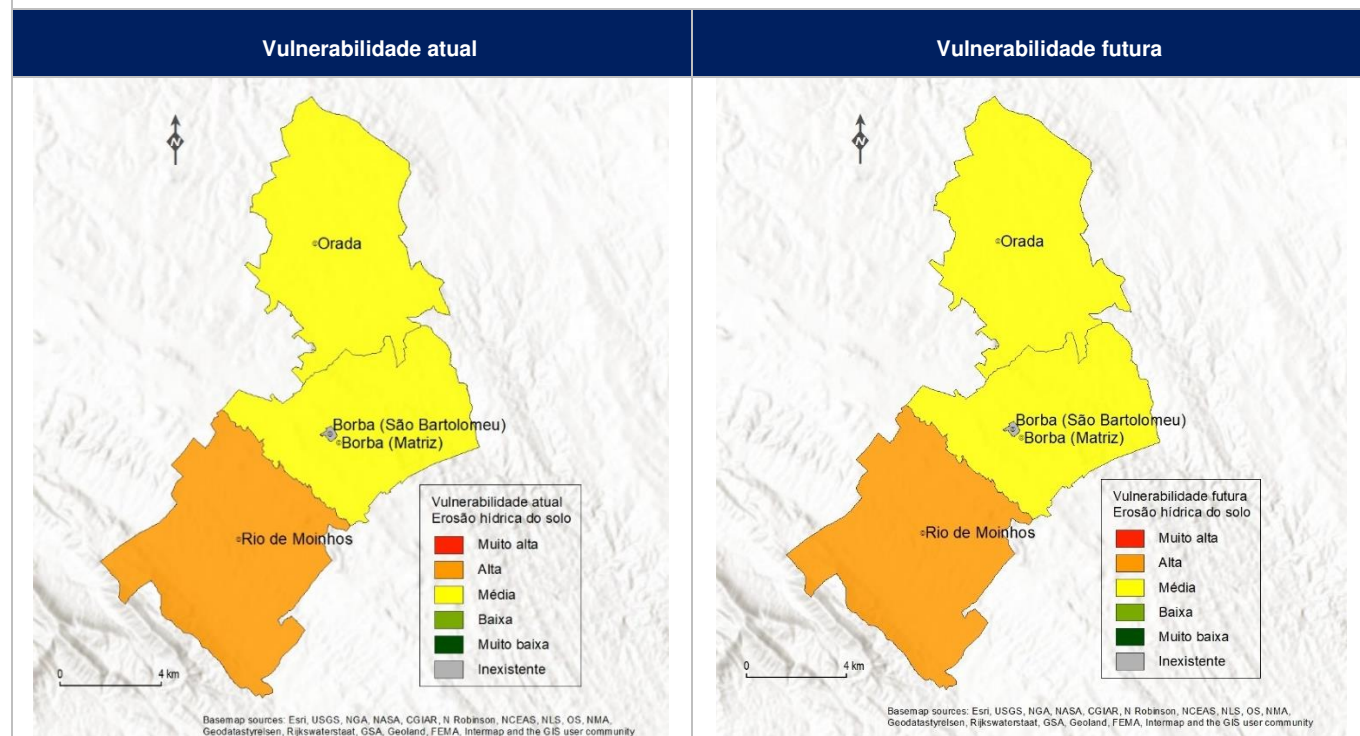 Vulnerabilidade atual
Vulnerabilidade futura
N
Orada
Borba (São Bartolomeu)
Borba (Matriz)
Rio de Moinhos
Vulnerabilidade atual
Erosão hídrica do solo
Muito alta
Alta
Média
Baixa
Muito baixa
Inexistente
0 4 km
Basemap sources: Esri, USGS, NGA, NASA, CGIAR, N Robinson, NCEAS, NLS, OS, NMA,
Geodatastyrelsen, Rijkswaterstaat, GSA, Geoland, FEMA, Intermap and the GIS user community
N
Orada
Borba (São Bartolomeu)
Borba (Matriz)
Rio de Moinhos
Vulnerabilidade futura
Erosão hídrica do solo
Muito alta
Alta
Média
Baixa
Muito baixa
Inexistente
0 4 km
Basemap sources: Esri, USGS, NGA, NASA, CGIAR, N Robinson, NCEAS, NLS, OS, NMA,
Geodatastyrelsen, Rijkswaterstaat, GSA, Geoland, FEMA, Intermap and the GIS user community